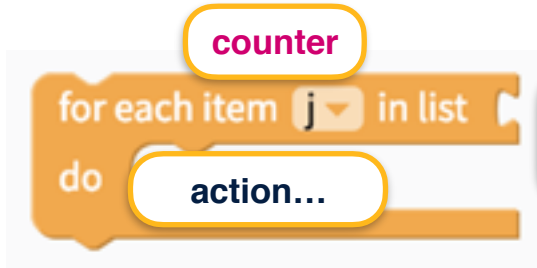 counter
for each item j in list
do
action...